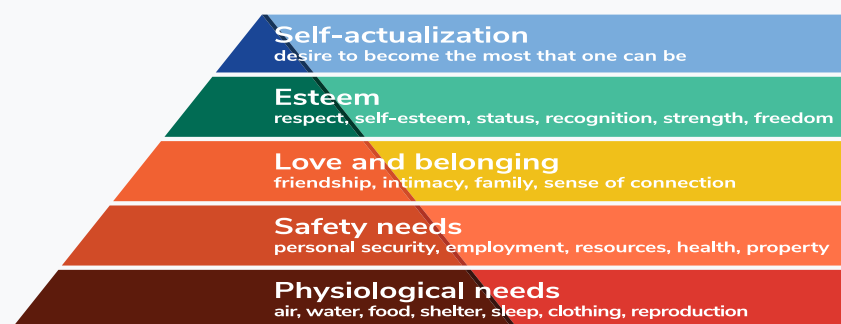 Self-actualization
desire to become the most that one can be
Esteem
respect, self-esteem, status, recognition, strength, freedom
Love and belonging
friendship, intimacy, family, sense of connection
Safety needs
personal security, employment, resources, health, property
Physiological needs
air, water, food, shelter, sleep, clothing, reproduction